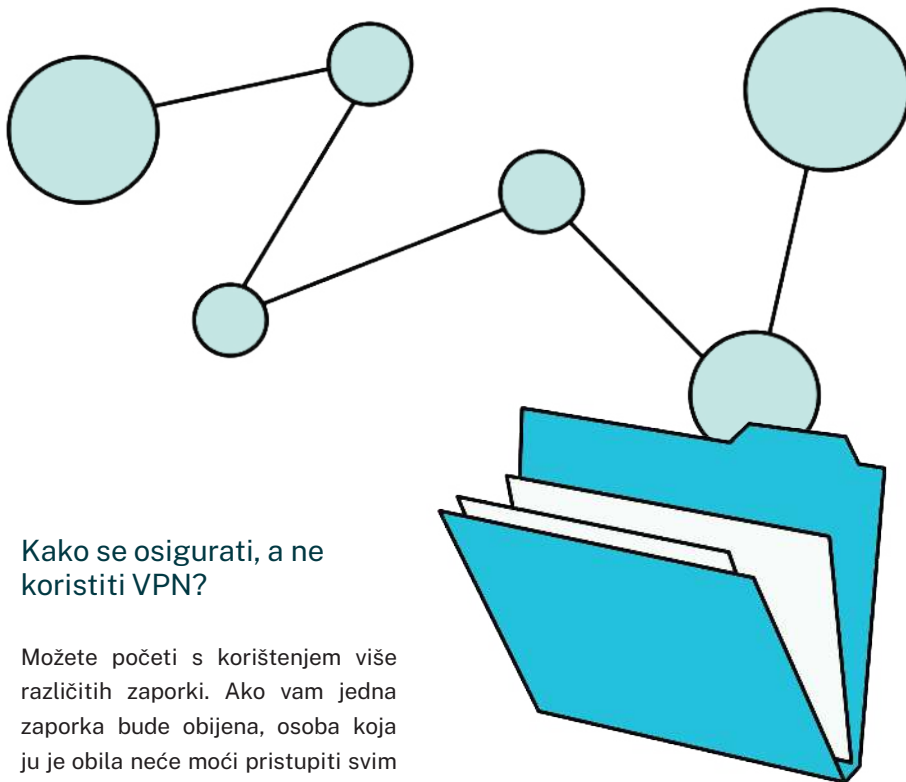 Kako se osigurati, a ne
koristiti VPN?
Možete početi s korištenjem više
različitih zaporki. Ako vam jedna
zaporka bude obijena, osoba koja
ju je obila neće moći pristupiti svim